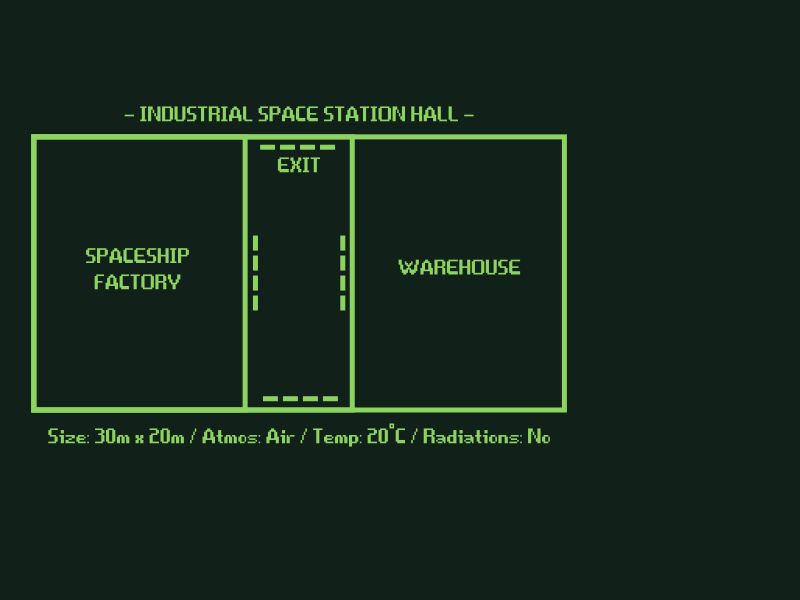 – INDUSTRIAL SPACE STATION HALL –
EXIT
SPACESHIP
FACTORY
WAREHOUSE
Size: 30m x 20m / Atmos: Air / Temp: 20°C / Radiations: No